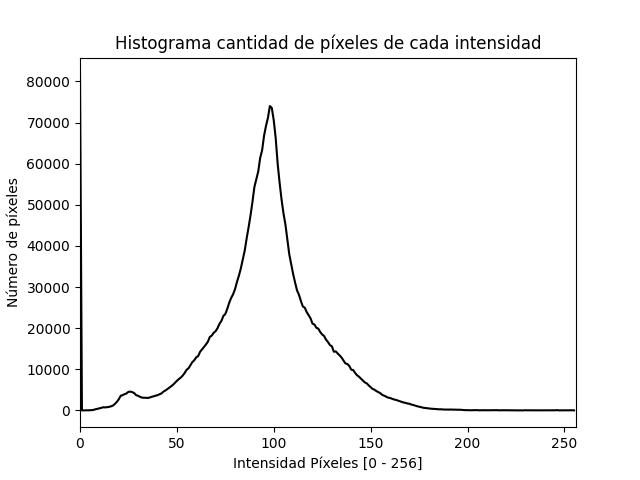 Histograma cantidad de píxeles de cada intensidad
80000
70000
60000
50000
40000
30000
20000
10000
0
Número de píxeles
0 50 100 150 200 250
Intensidad Píxeles [0 - 256]